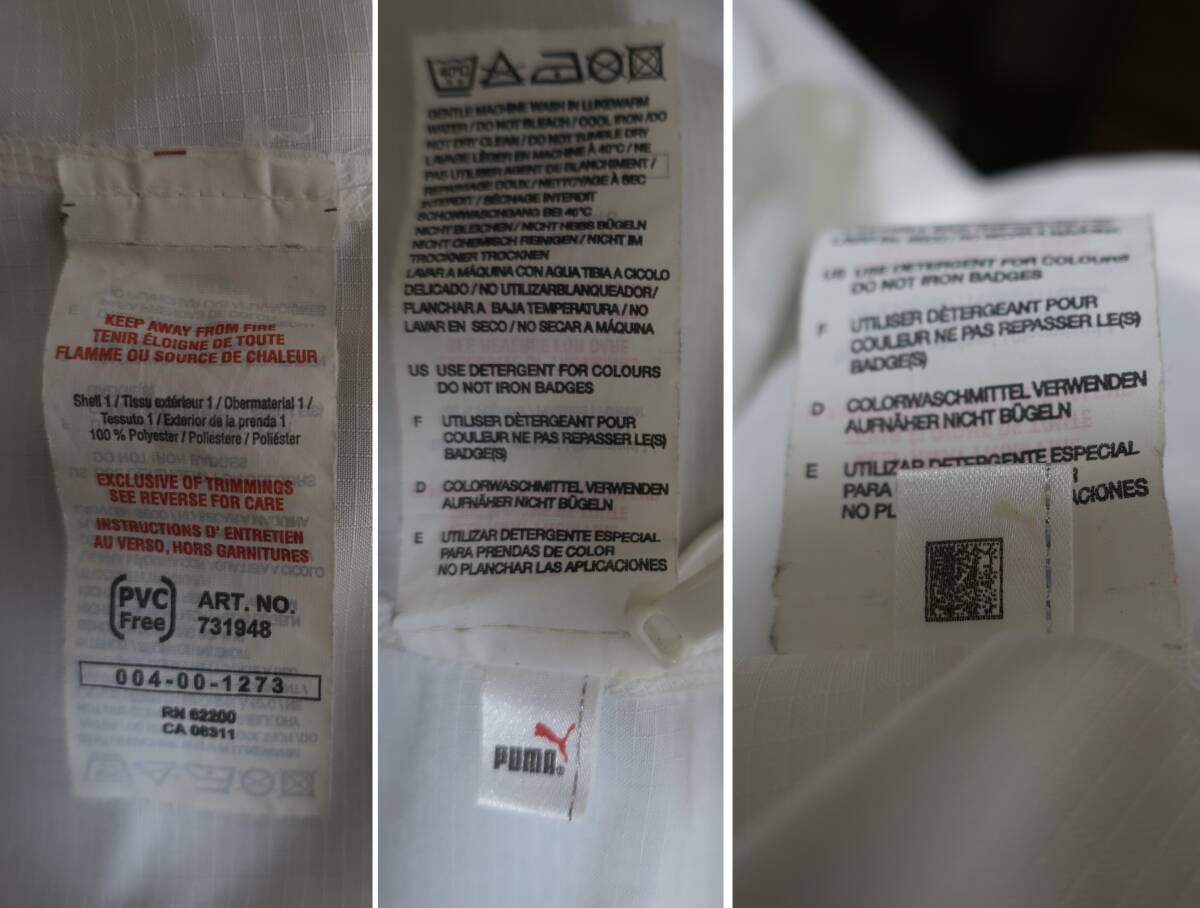 KEEP AWAY FROM FIRE
TENIR ÉLOIGNE DE TOUTE
FLAMME OU SOURCE DE CHALEUR
Shell 1 / Tissu extérieur 1 / Obermaterial 1 /
Tessuto 1 / Exterior de la prenda 1
100 % Polyester / Poliestere / Poliéster
EXCLUSIVE OF TRIMMINGS
SEE REVERSE FOR CARE
INSTRUCTIONS D' ENTRETIEN
AU VERSO, HORS GARNITURES
PVC
Free
ART. NO.
731948
004-00-1273
RN 62200
CA 06311
40°C
GENTLE MACHINE WASH IN LUKEWARM
WATER / DO NOT BLEACH / COOL IRON / DO
NOT DRY CLEAN / DO NOT TUMBLE DRY
LAVAGE LÉGER EN MACHINE À 40°C / NE
PAS UTILISER AGENT DE BLANCHIMENT /
REPASSAGE DOUX / NETTOYAGE À SEC
INTERDIT / SÉCHAGE INTERDIT
SCHONWASCHGANG BEI 40°C
NICHT BLEICHEN / NICHT HEISS BÜGELN
NICHT CHEMISCH REINIGEN / NICHT IM
TROCKNER TROCKNEN
LAVAR A MÁQUINA CON AGUA TIBIA A CICOLO
DELICADO / NO UTILIZARBLANQUEADOR /
PLANCHAR A BAJA TEMPERATURA / NO
LAVAR EN SECO / NO SECAR A MÁQUINA
US USE DETERGENT FOR COLOURS
DO NOT IRON BADGES
F UTILISER DÈTERGEANT POUR
COULEUR NE PAS REPASSER LE(S)
BADGE(S)
D COLORWASCHMITTEL VERWENDEN
AUFNÄHER NICHT BÜGELN
E UTILIZAR DETERGENTE ESPECIAL
PARA PRENDAS DE COLOR
NO PLANCHAR LAS APLICACIONES
PUMA®
US USE DETERGENT FOR COLOURS
DO NOT IRON BADGES
F UTILISER DÈTERGEANT POUR
COULEUR NE PAS REPASSER LE(S)
BADGE(S)
D COLORWASCHMITTEL VERWENDEN
AUFNÄHER NICHT BÜGELN
E UTILIZAR DETERGENTE ESPECIAL
PARA R
NO PL ACIONES